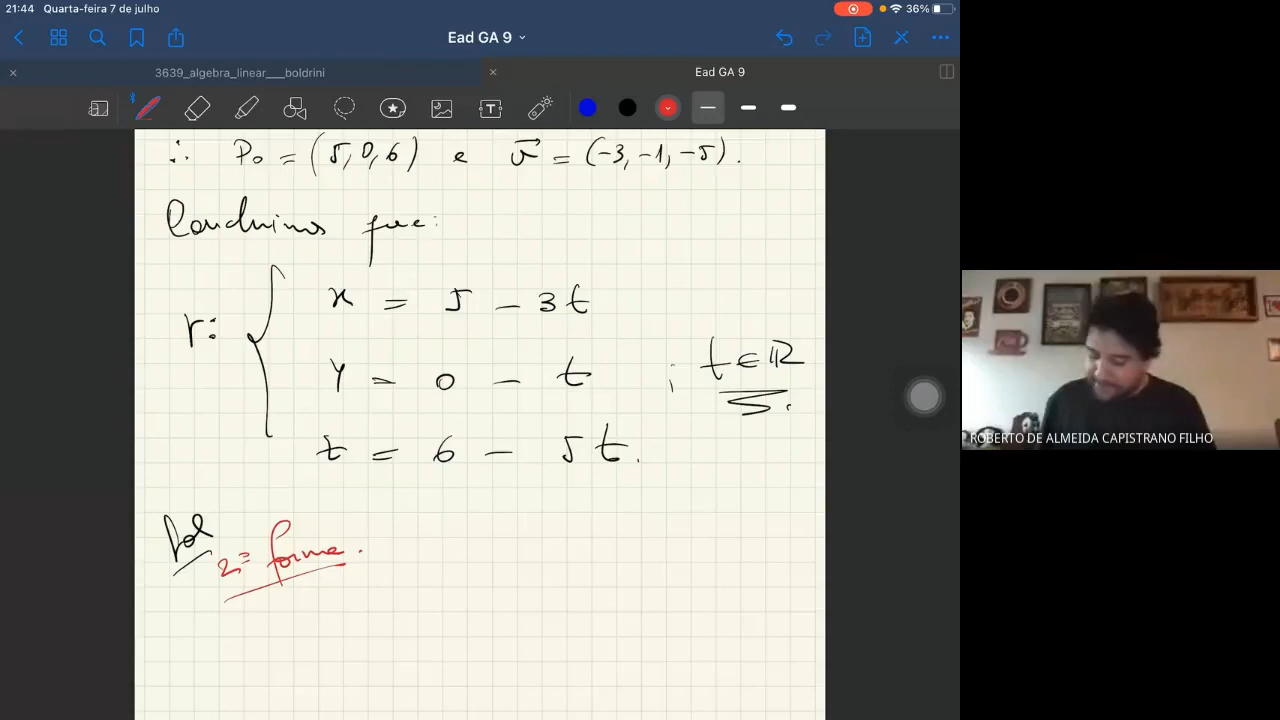 21:44 Quarta-feira 7 de julho 36%
Ead GA 9
3639_algebra_linear___boldrini
Ead GA 9
∴ P₀ = (5, 0, 6) e v⃗ = (-3, -1, -5).
Concluímos que:
r: { x = 5 - 3t
y = 0 - t ; t ∈ ℝ
z = 6 - 5t.
Sol 2ª forma.
ROBERTO DE ALMEIDA CAPISTRANO FILHO